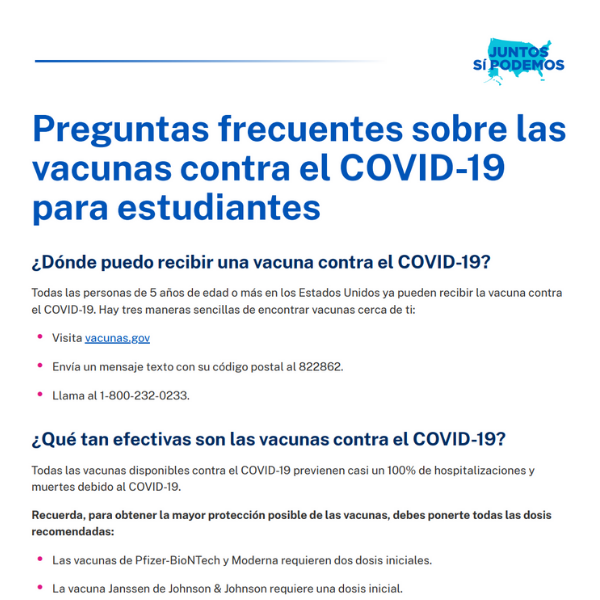 JUNTOS
SÍ PODEMOS
Preguntas frecuentes sobre las
vacunas contra el COVID-19
para estudiantes
¿Dónde puedo recibir una vacuna contra el COVID-19?
Todas las personas de 5 años de edad o más en los Estados Unidos ya pueden recibir la vacuna contra
el COVID-19. Hay tres maneras sencillas de encontrar vacunas cerca de ti:
• Visita vacunas.gov
• Envía un mensaje texto con su código postal al 822862.
• Llama al 1-800-232-0233.
¿Qué tan efectivas son las vacunas contra el COVID-19?
Todas las vacunas disponibles contra el COVID-19 previenen casi un 100% de hospitalizaciones y
muertes debido al COVID-19.
Recuerda, para obtener la mayor protección posible de las vacunas, debes ponerte todas las dosis
recomendadas:
• Las vacunas de Pfizer-BioNTech y Moderna requieren dos dosis iniciales.
• La vacuna Janssen de Johnson & Johnson requiere una dosis inicial.